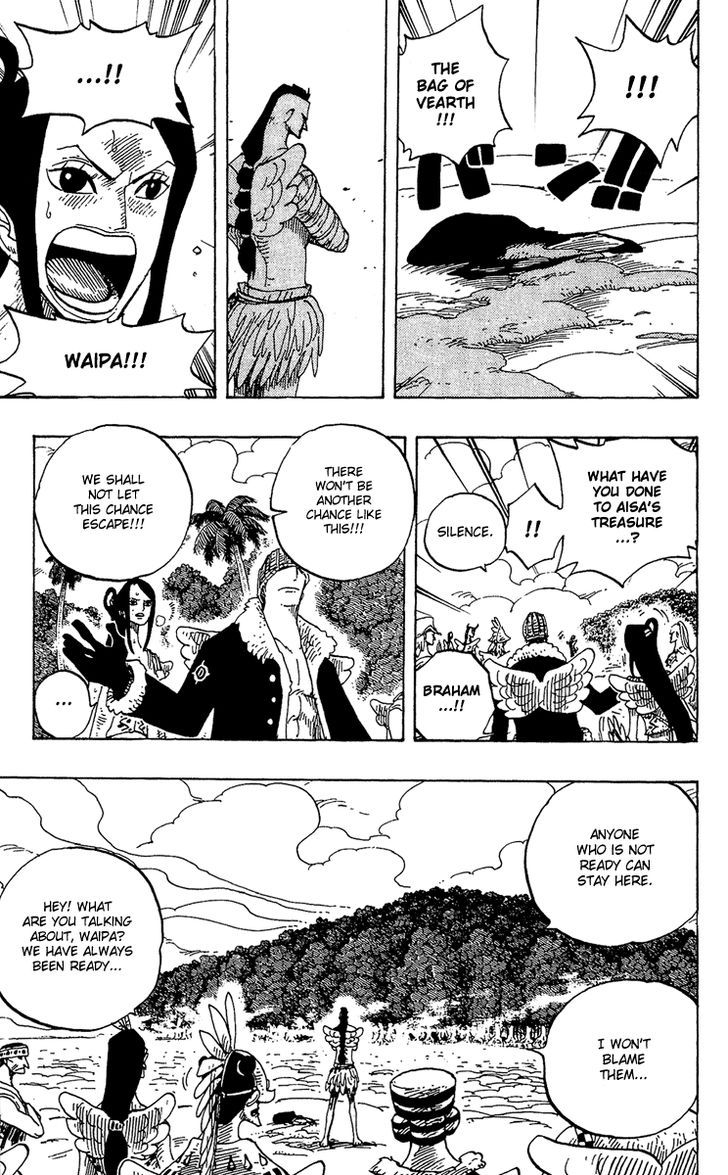 !!!
THE
BAG OF
VEARTH
!!!
...!!
WAIPA!!!
WHAT HAVE
YOU DONE
TO AISA'S
TREASURE
...?
!!
SILENCE.
BRAHAM
...!!
THERE
WON'T BE
ANOTHER
CHANCE LIKE
THIS!!!
WE SHALL
NOT LET
THIS CHANCE
ESCAPE!!!
...
ANYONE
WHO IS NOT
READY CAN
STAY HERE.
I WON'T
BLAME
THEM...
HEY! WHAT
ARE YOU TALKING
ABOUT, WAIPA?
WE HAVE ALWAYS
BEEN READY...